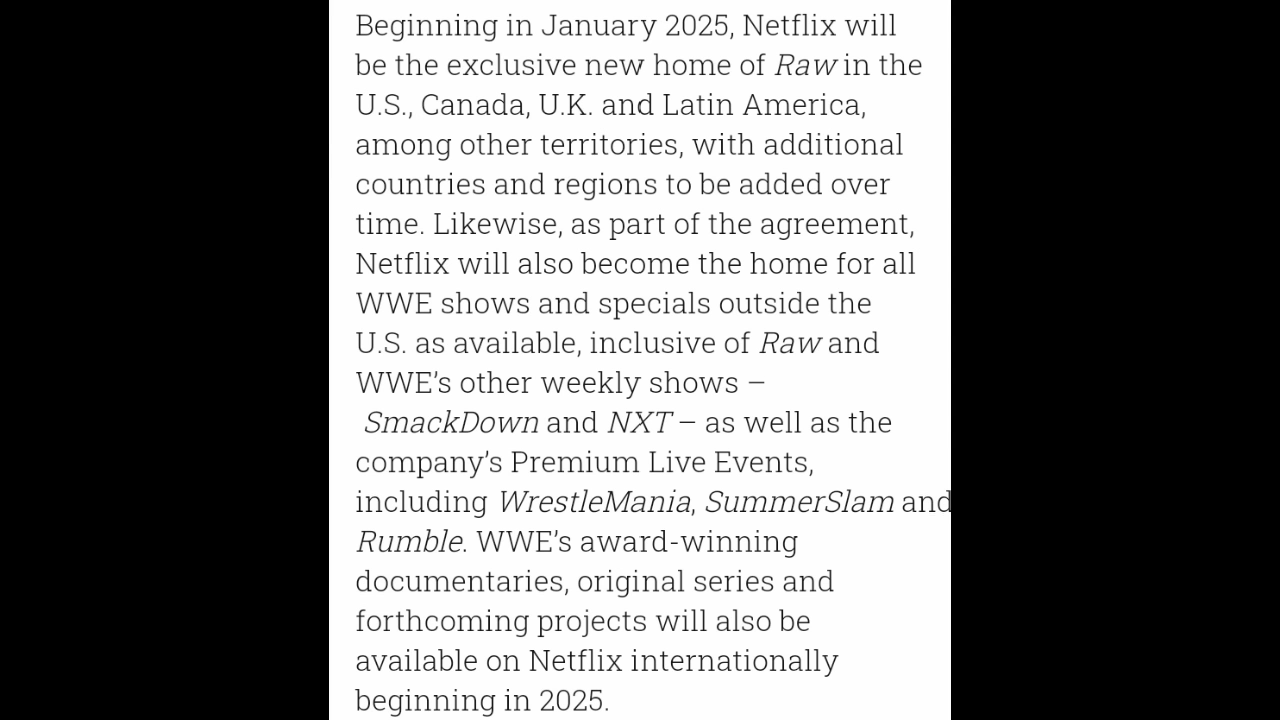 Beginning in January 2025, Netflix will
be the exclusive new home of Raw in the
U.S., Canada, U.K. and Latin America,
among other territories, with additional
countries and regions to be added over
time. Likewise, as part of the agreement,
Netflix will also become the home for all
WWE shows and specials outside the
U.S. as available, inclusive of Raw and
WWE’s other weekly shows –
SmackDown and NXT – as well as the
company’s Premium Live Events,
including WrestleMania, SummerSlam and
Rumble. WWE’s award-winning
documentaries, original series and
forthcoming projects will also be
available on Netflix internationally
beginning in 2025.